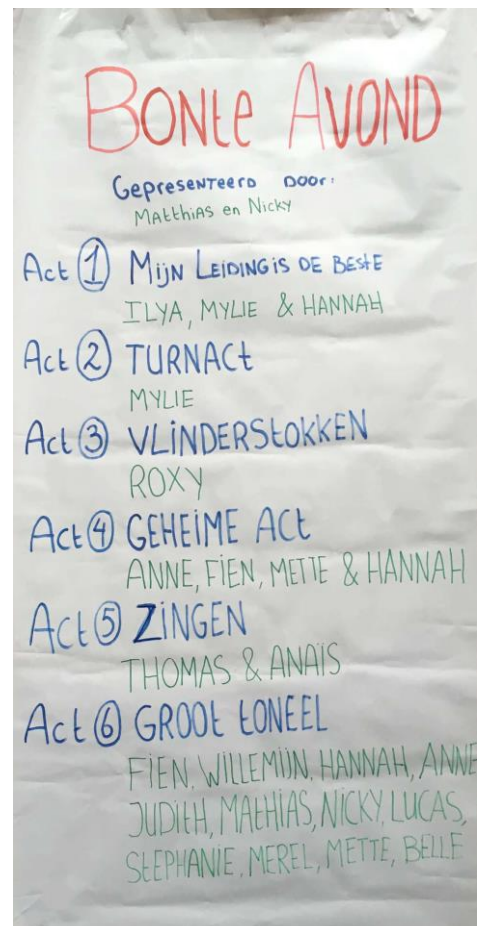 BONte AVOND
GepreseNTeerd DOOr:
MatthiAs en Nicky
Act 1 MijN LEiDiNG iS DE BEStE
ILYA, MYLIE & HANNAH
Act 2 TURNACt
MYLIE
Act 3 VLiNDERStOKKEN
ROXY
Act 4 GEHEiME ACt
ANNE, FiEN, METTE & HANNAH
Act 5 ZiNGEN
THOMAS & ANAÏS
Act 6 GROOt tONEEL
FiEN, WiLLEMIJN, HANNAH, ANNE
JUDItH, MAtHiAS, NiCKY, LUCAS,
StEPHANIE, MEREL, METTE, BELLE